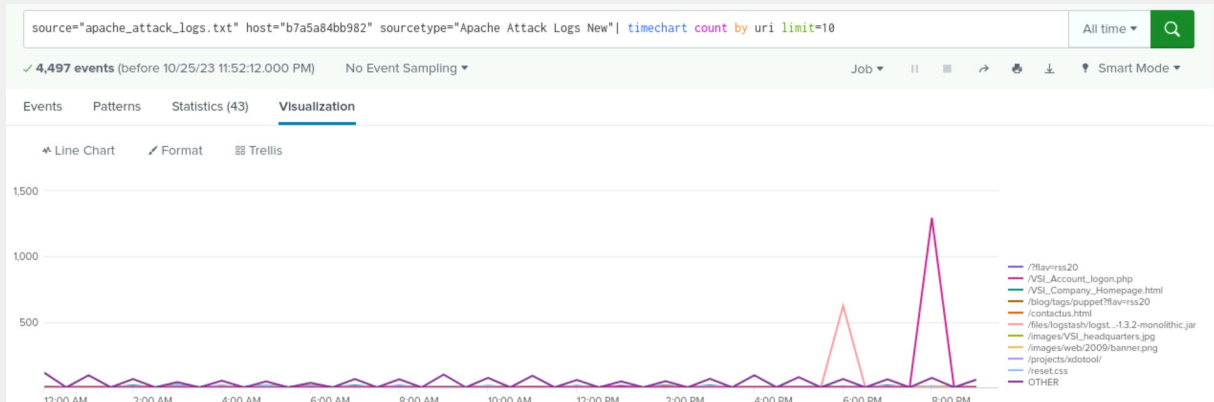 source="apache_attack_logs.txt" host="b7a5a84bb982" sourcetype="Apache Attack Logs New"| timechart count by uri limit=10
All time
4,497 events (before 10/25/23 11:52:12.000 PM)
No Event Sampling
Job
Smart Mode
Events
Patterns
Statistics (43)
Visualization
Line Chart
Format
Trellis
1,500
1,000
500
/?flav=rss20
/VSI_Account_logon.php
/VSI_Company_Homepage.html
/blog/tags/puppet?flav=rss20
/contactus.html
/files/logstash/logst...-1.3.2-monolithic.jar
/images/VSI_headquarters.jpg
/images/web/2009/banner.png
/projects/xdotool/
/reset.css
OTHER
12:00 AM
2:00 AM
4:00 AM
6:00 AM
8:00 AM
10:00 AM
12:00 PM
2:00 PM
4:00 PM
6:00 PM
8:00 PM